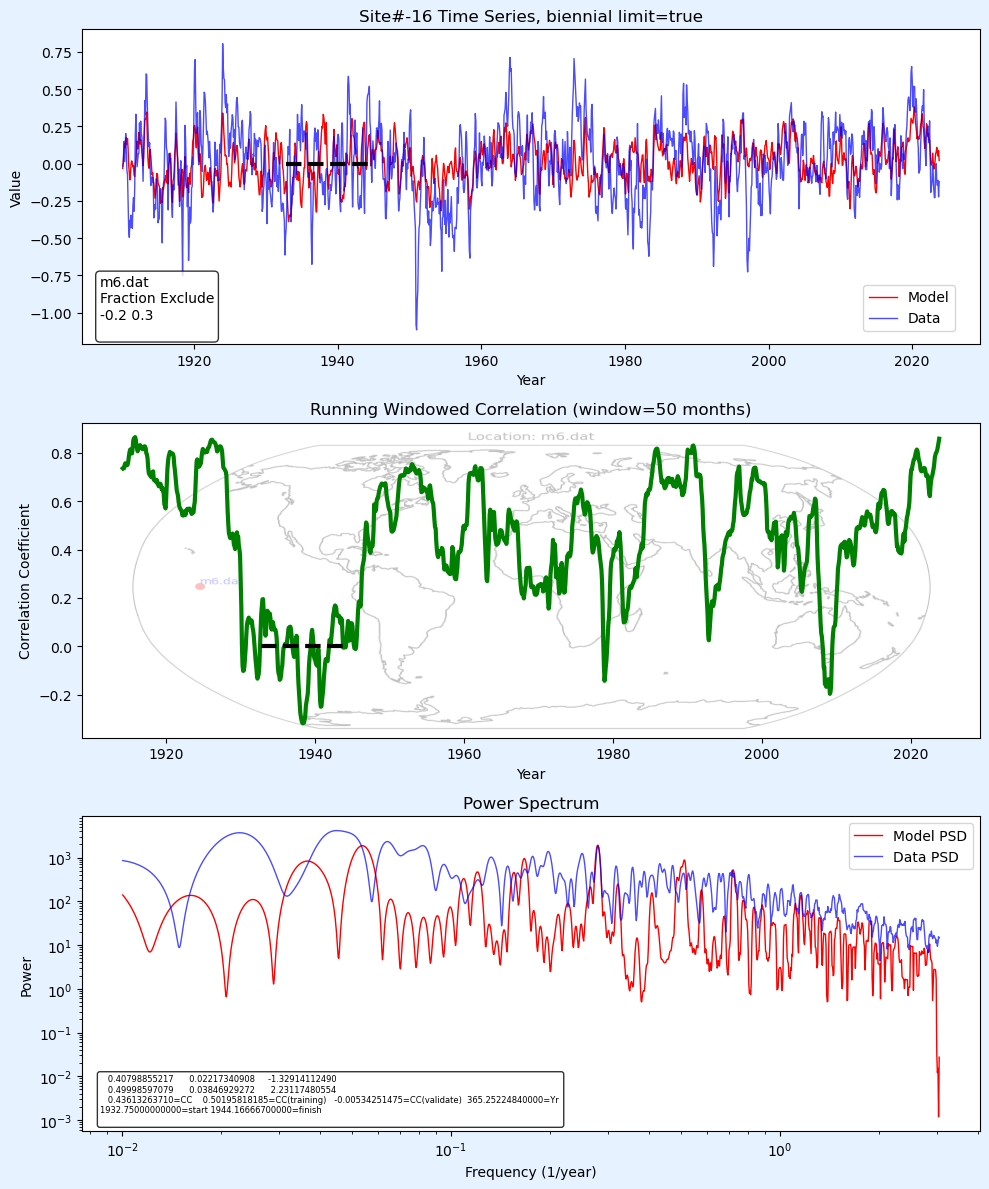 Site#-16 Time Series, biennial limit=true
Value
0.75
0.50
0.25
0.00
−0.25
−0.50
−0.75
−1.00
m6.dat
Fraction Exclude
-0.2 0.3
Model
Data
1920
1940
1960
1980
2000
2020
Year
Running Windowed Correlation (window=50 months)
Location: m6.dat
Correlation Coefficient
0.8
0.6
0.4
0.2
0.0
−0.2
1920
1940
1960
1980
2000
2020
Year
Power Spectrum
Power
10³
10²
10¹
10⁰
10⁻¹
10⁻²
10⁻³
Model PSD
Data PSD
0.40798855217 0.02217340908 -1.32914112490
0.49998597079 0.03846929272 2.23117480554
0.43613263710=CC 0.50195818185=CC(training) -0.00534251475=CC(validate) 365.25224840000=Yr
1932.75000000000=start 1944.16666700000=finish
10⁻²
10⁻¹
10⁰
Frequency (1/year)